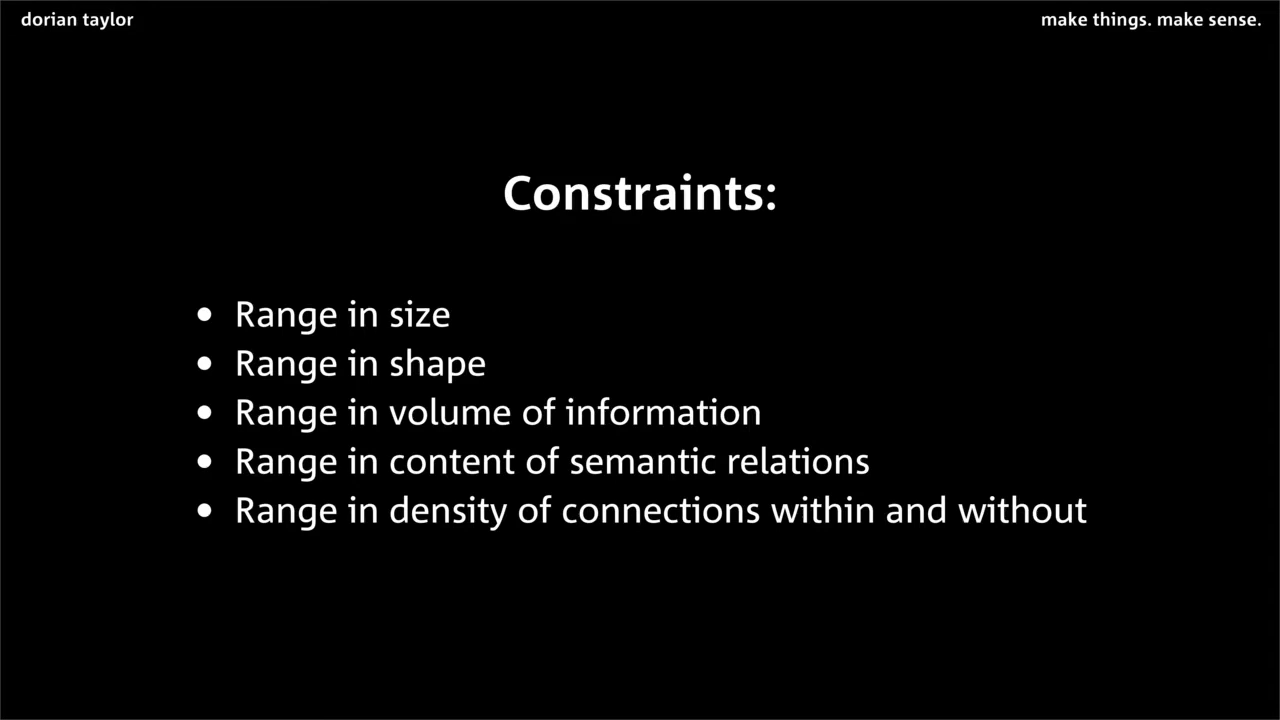 dorian taylor
make things. make sense.
Constraints:
• Range in size
• Range in shape
• Range in volume of information
• Range in content of semantic relations
• Range in density of connections within and without